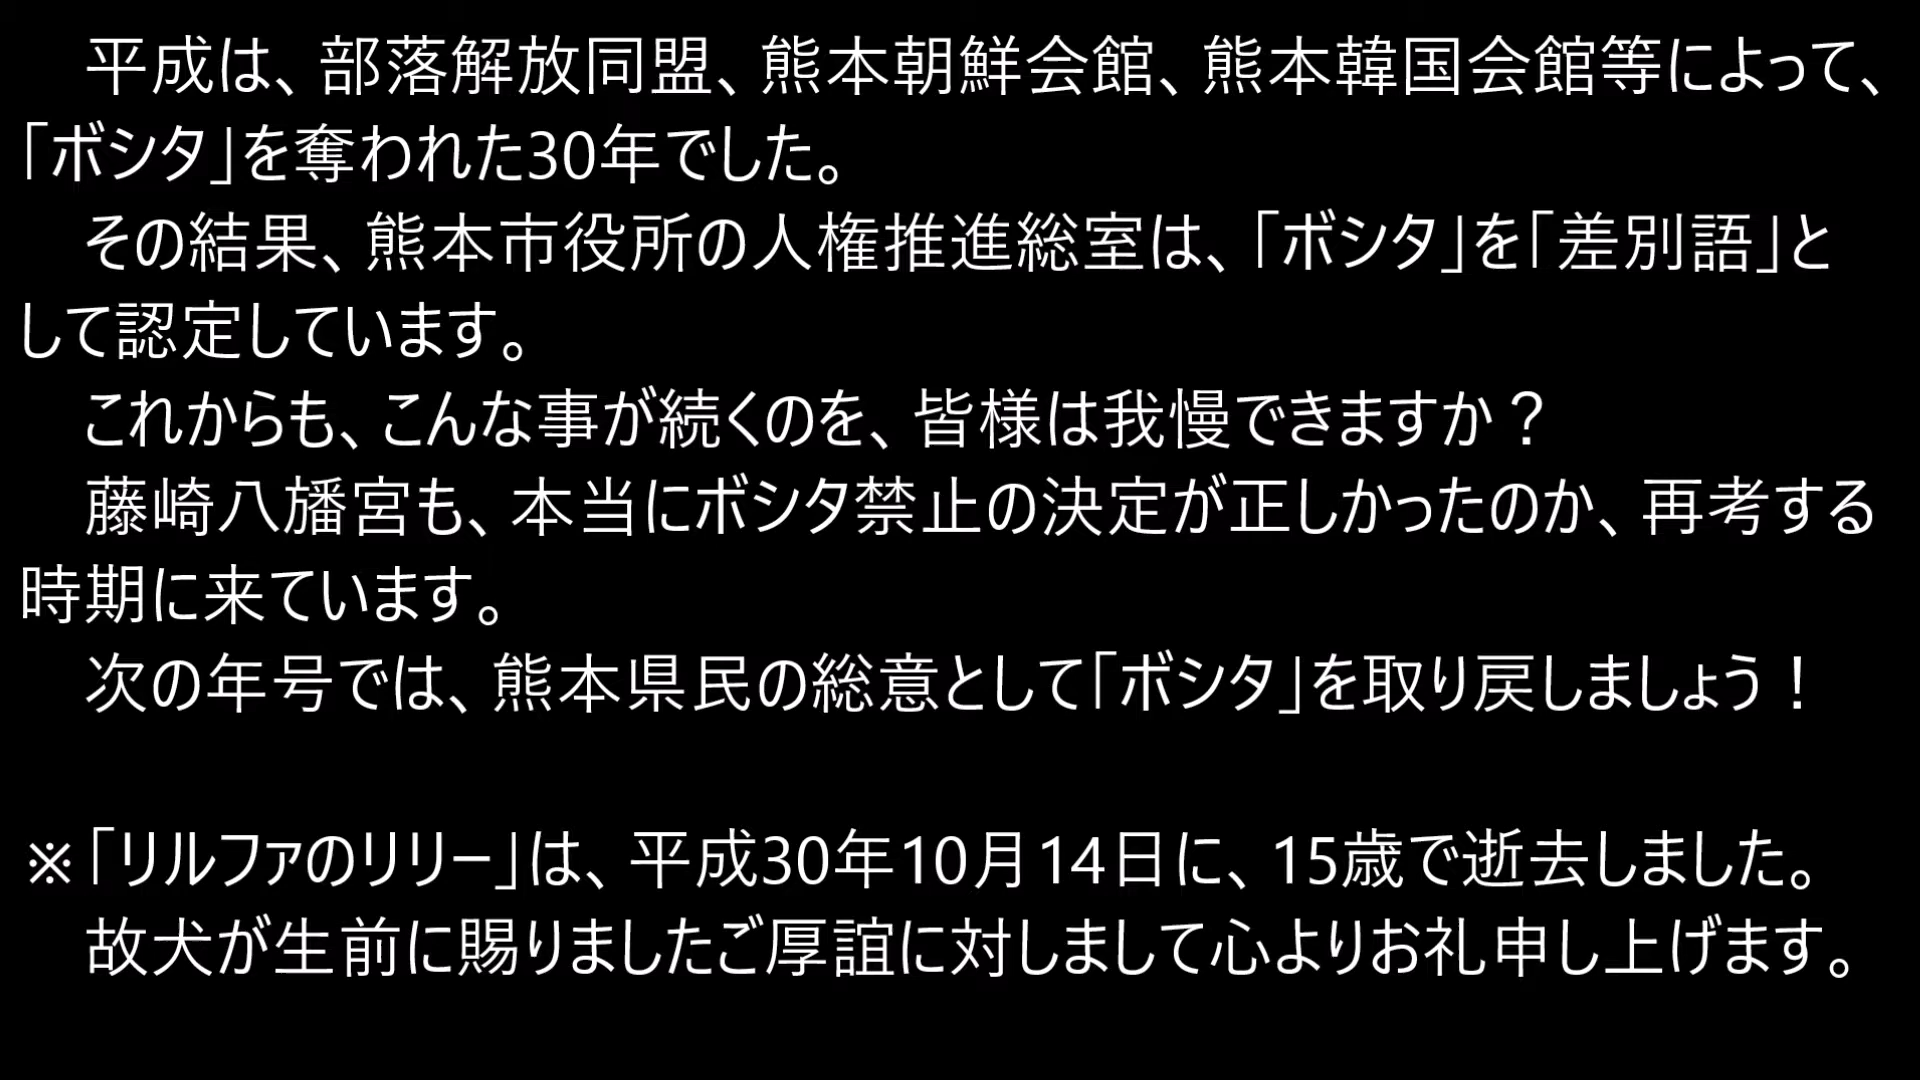 平成は、部落解放同盟、熊本朝鮮会館、熊本韓国会館等によって、
「ボシタ」を奪われた30年でした。
その結果、熊本市役所の人権推進総室は、「ボシタ」を「差別語」と
して認定しています。
これからも、こんな事が続くのを、皆様は我慢できますか？
藤崎八旛宮も、本当にボシタ禁止の決定が正しかったのか、再考する
時期に来ています。
次の年号では、熊本県民の総意として「ボシタ」を取り戻しましょう！
※「リルファのリリー」は、平成30年10月14日に、15歳で逝去しました。
故犬が生前に賜りましたご厚誼に対しまして心よりお礼申し上げます。